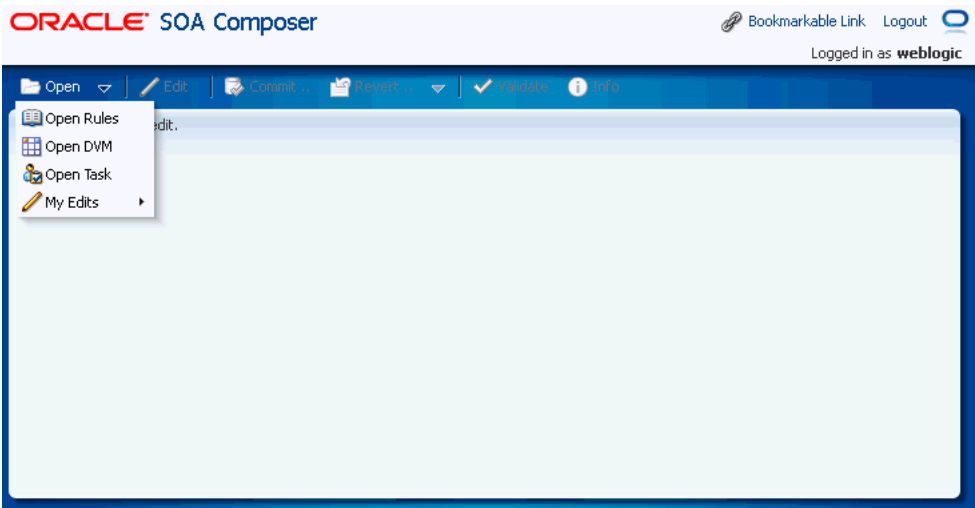 ORACLE SOA Composer
Bookmarkable Link Logout
Logged in as weblogic
Open Edit Commit .. Revert .. Validate Info
Open Rules
edit.
Open DVM
Open Task
My Edits